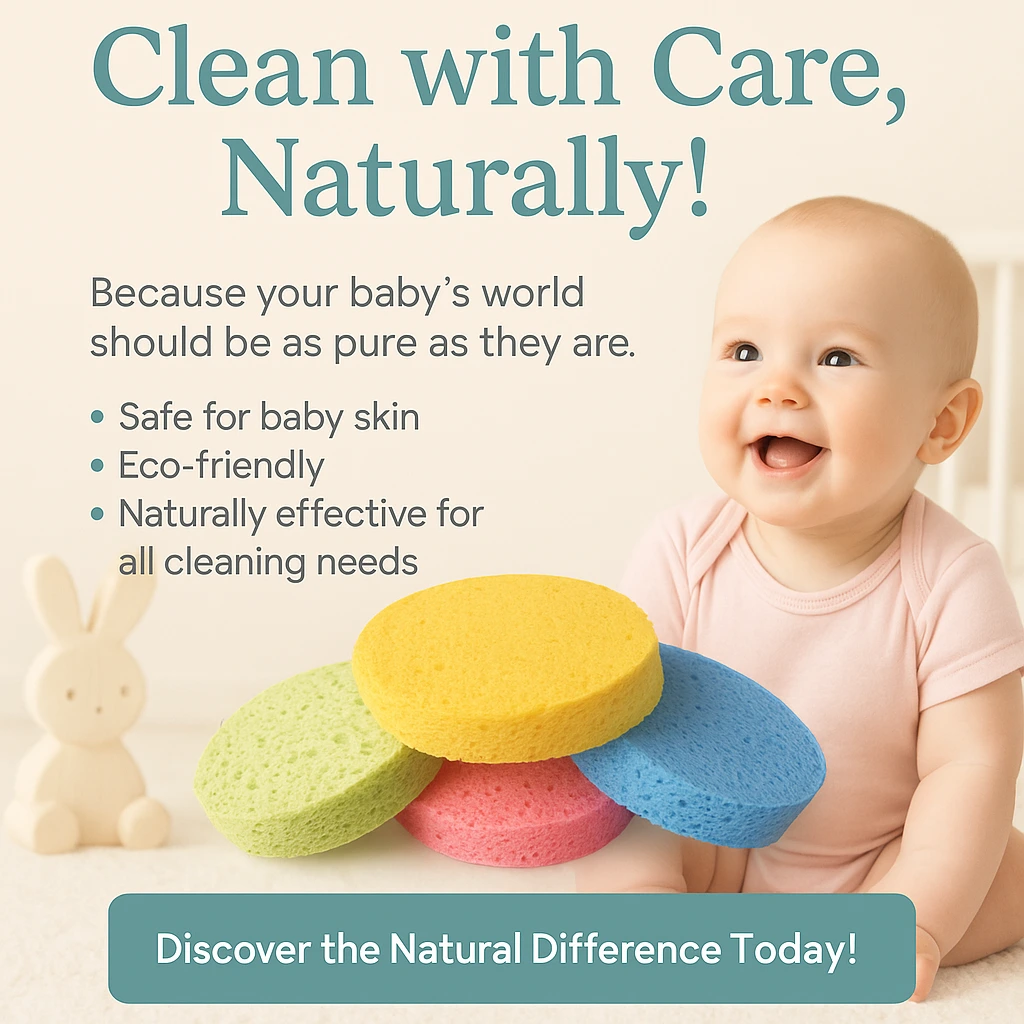 Clean with Care,
Naturally!
Because your baby’s world
should be as pure as they are.
• Safe for baby skin
• Eco-friendly
• Naturally effective for
all cleaning needs
Discover the Natural Difference Today!